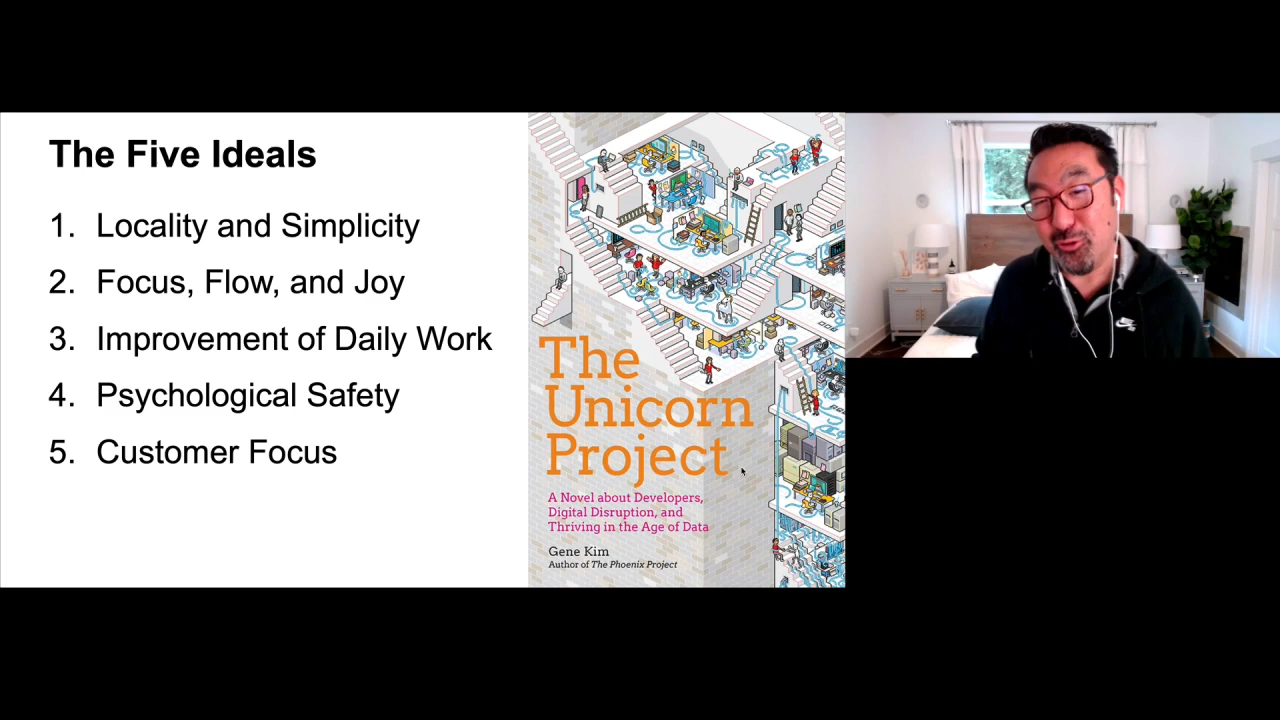 The Five Ideals
1. Locality and Simplicity
2. Focus, Flow, and Joy
3. Improvement of Daily Work
4. Psychological Safety
5. Customer Focus
The
Unicorn
Project
A Novel about Developers,
Digital Disruption, and
Thriving in the Age of Data
Gene Kim
Author of The Phoenix Project